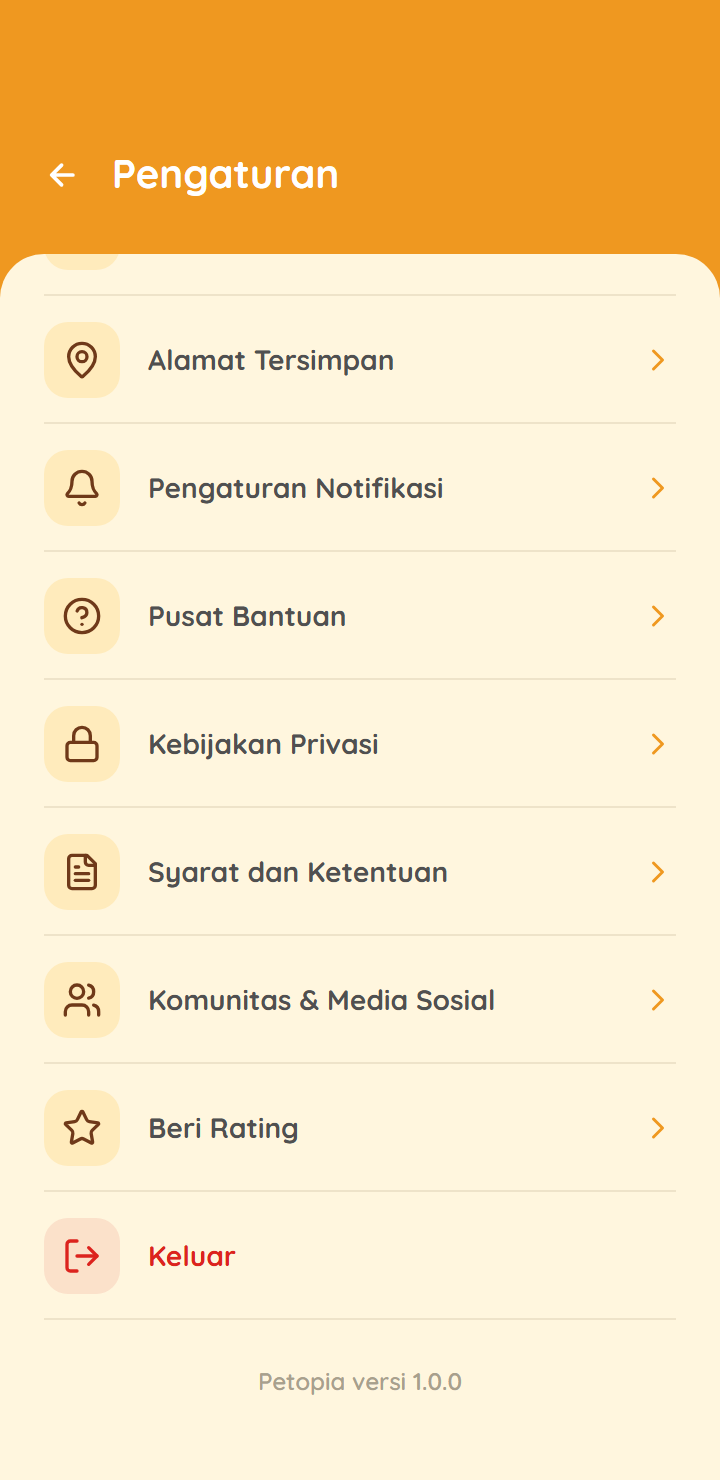 Pengaturan
Alamat Tersimpan
Pengaturan Notifikasi
Pusat Bantuan
Kebijakan Privasi
Syarat dan Ketentuan
Komunitas & Media Sosial
Beri Rating
Keluar
Petopia versi 1.0.0